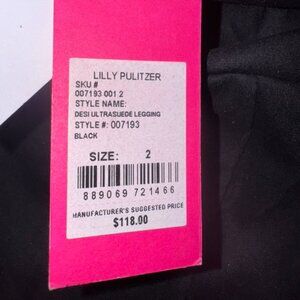 LILLY PULITZER
SKU #
007193 001 2
STYLE NAME:
DESI ULTRASUEDE LEGGING
STYLE #: 007193
BLACK
SIZE: 2
889069 721466
MANUFACTURER'S SUGGESTED PRICE
$118.00